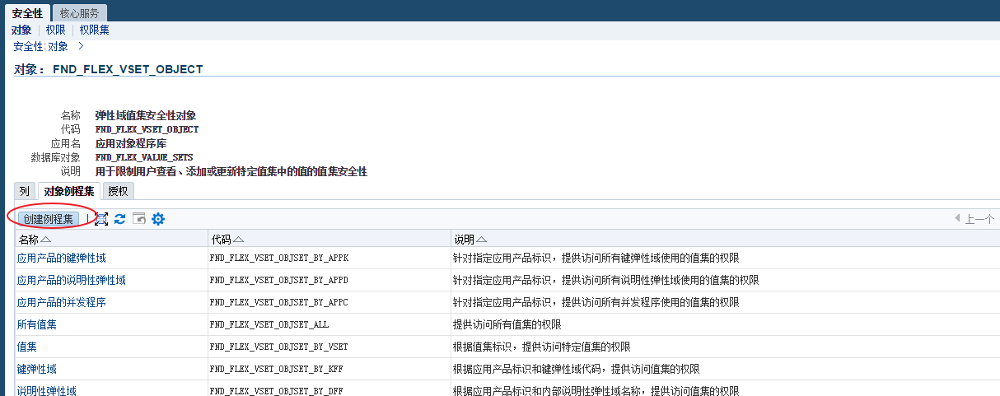 安全性 核心服务
对象 权限 权限集
安全性: 对象 >
对象： FND_FLEX_VSET_OBJECT
名称 弹性域值集安全性对象
代码 FND_FLEX_VSET_OBJECT
应用名 应用对象程序库
数据库对象 FND_FLEX_VALUE_SETS
说明 用于限制用户查看、添加或更新特定值集中的值的值集安全性
列 对象例程集 授权
创建例程集 上一个
名称 代码 说明
应用产品的键弹性域 FND_FLEX_VSET_OBJSET_BY_APPK 针对指定应用产品标识，提供访问所有键弹性域使用的值集的权限
应用产品的说明性弹性域 FND_FLEX_VSET_OBJSET_BY_APPD 针对指定应用产品标识，提供访问所有说明性弹性域使用的值集的权限
应用产品的并发程序 FND_FLEX_VSET_OBJSET_BY_APPC 针对指定应用产品标识，提供访问所有并发程序使用的值集的权限
所有值集 FND_FLEX_VSET_OBJSET_ALL 提供访问所有值集的权限
值集 FND_FLEX_VSET_OBJSET_BY_VSET 根据值集标识，提供访问特定值集的权限
键弹性域 FND_FLEX_VSET_OBJSET_BY_KFF 根据应用产品标识和键弹性域代码，提供访问值集的权限
说明性弹性域 FND_FLEX_VSET_OBJSET_BY_DFF 根据应用产品标识和内部说明性弹性域名称，提供访问值集的权限